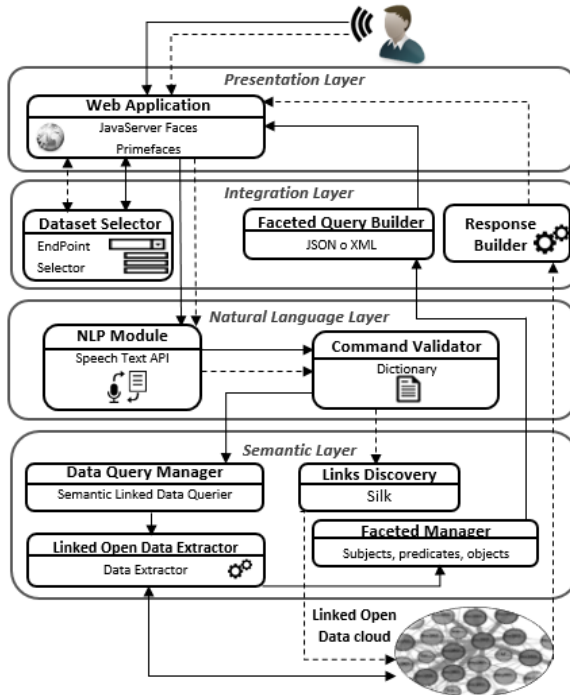 Presentation Layer
Web Application
JavaServer Faces
Primefaces
Integration Layer
Dataset Selector
EndPoint
Selector
Faceted Query Builder
JSON o XML
Response
Builder
Natural Language Layer
NLP Module
Speech Text API
Command Validator
Dictionary
Semantic Layer
Data Query Manager
Semantic Linked Data Querier
Links Discovery
Silk
Linked Open Data Extractor
Data Extractor
Faceted Manager
Subjects, predicates, objects
Linked Open
Data cloud